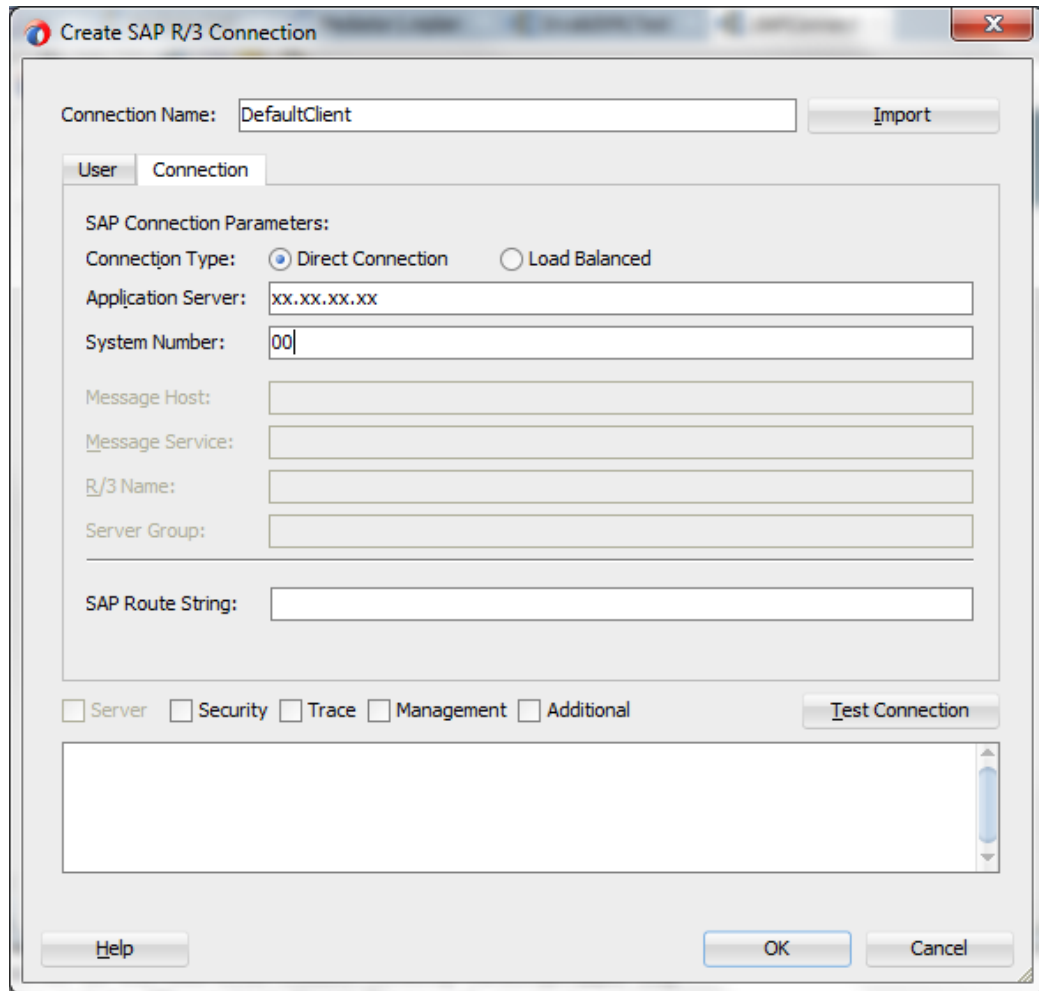 Create SAP R/3 Connection
Connection Name: DefaultClient Import
User Connection
SAP Connection Parameters:
Connection Type: Direct Connection Load Balanced
Application Server: xx.xx.xx.xx
System Number: 00
Message Host:
Message Service:
R/3 Name:
Server Group:
SAP Route String:
Server Security Trace Management Additional Test Connection
Help OK Cancel